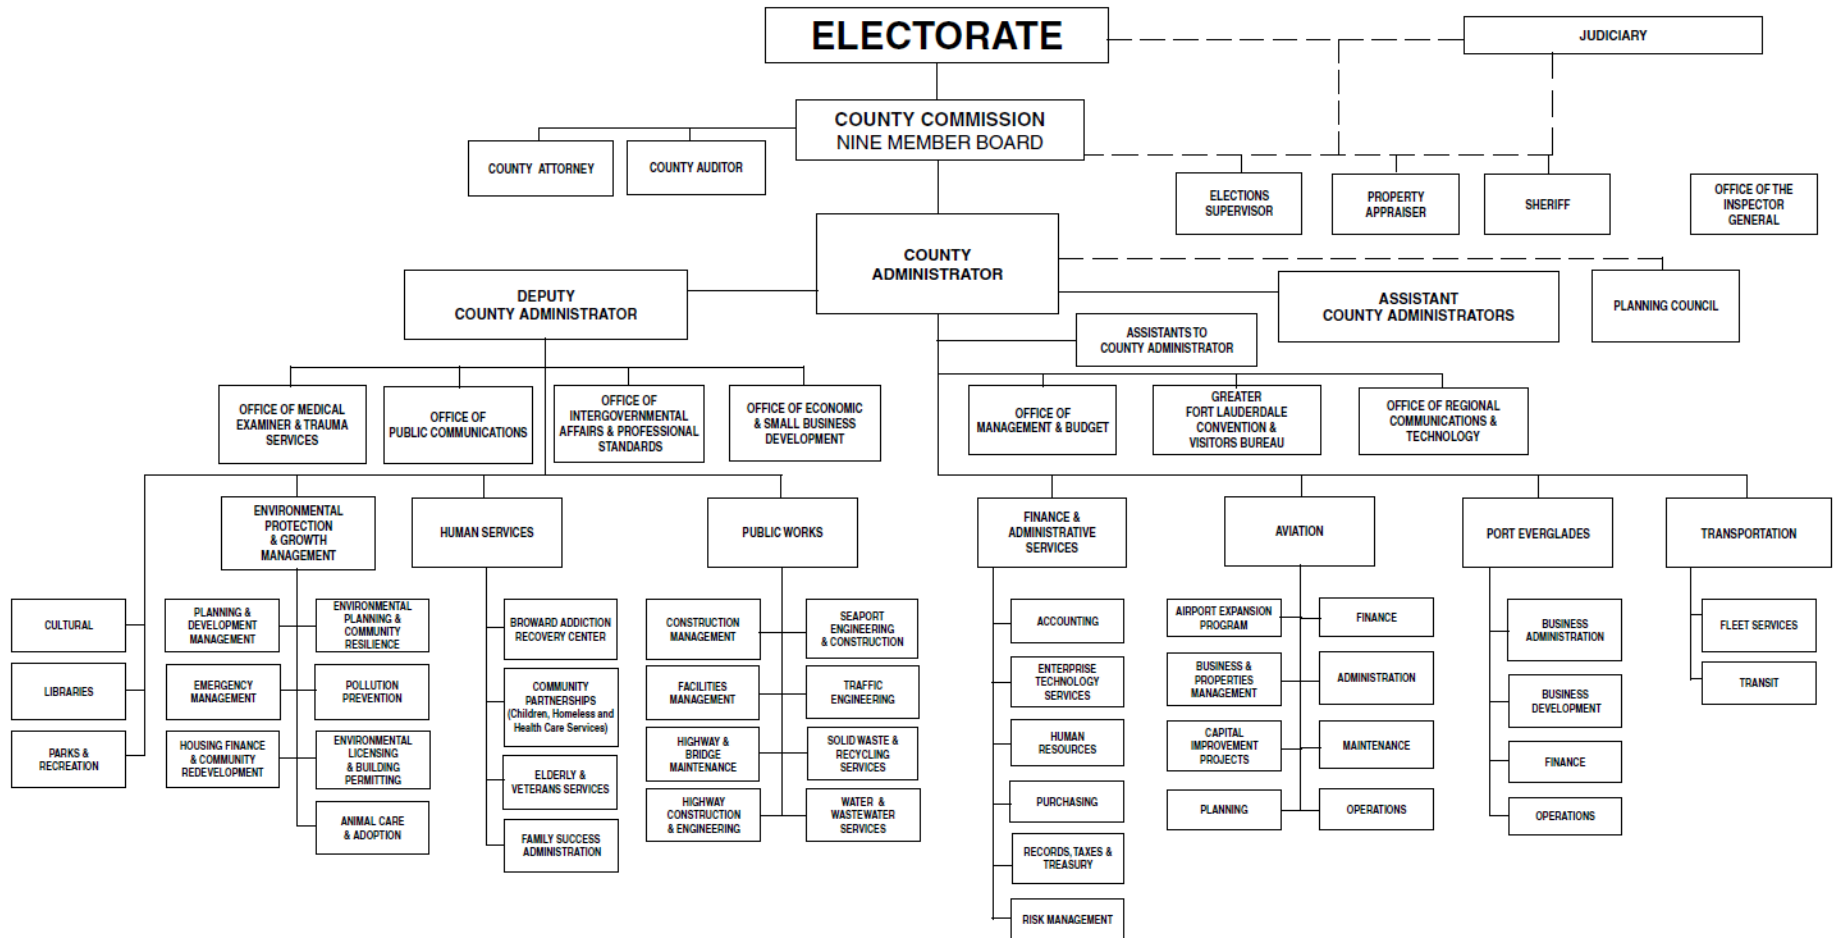 ELECTORATE
JUDICIARY
COUNTY COMMISSION
NINE MEMBER BOARD
COUNTY ATTORNEY
COUNTY AUDITOR
ELECTIONS
SUPERVISOR
PROPERTY
APPRAISER
SHERIFF
OFFICE OF THE
INSPECTOR
GENERAL
COUNTY
ADMINISTRATOR
DEPUTY
COUNTY ADMINISTRATOR
ASSISTANT
COUNTY ADMINISTRATORS
PLANNING COUNCIL
ASSISTANTS TO
COUNTY ADMINISTRATOR
OFFICE OF MEDICAL
EXAMINER & TRAUMA
SERVICES
OFFICE OF
PUBLIC COMMUNICATIONS
OFFICE OF
INTERGOVERNMENTAL
AFFAIRS & PROFESSIONAL
STANDARDS
OFFICE OF ECONOMIC
& SMALL BUSINESS
DEVELOPMENT
OFFICE OF
MANAGEMENT & BUDGET
GREATER
FORT LAUDERDALE
CONVENTION &
VISITORS BUREAU
OFFICE OF REGIONAL
COMMUNICATIONS &
TECHNOLOGY
ENVIRONMENTAL
PROTECTION
& GROWTH
MANAGEMENT
HUMAN SERVICES
PUBLIC WORKS
FINANCE &
ADMINISTRATIVE
SERVICES
AVIATION
PORT EVERGLADES
TRANSPORTATION
CULTURAL
LIBRARIES
PARKS &
RECREATION
PLANNING &
DEVELOPMENT
MANAGEMENT
ENVIRONMENTAL
PLANNING &
COMMUNITY
RESILIENCE
EMERGENCY
MANAGEMENT
POLLUTION
PREVENTION
HOUSING FINANCE
& COMMUNITY
REDEVELOPMENT
ENVIRONMENTAL
LICENSING
& BUILDING
PERMITTING
ANIMAL CARE
& ADOPTION
BROWARD ADDICTION
RECOVERY CENTER
COMMUNITY
PARTNERSHIPS
(Children, Homeless and
Health Care Services)
ELDERLY &
VETERANS SERVICES
FAMILY SUCCESS
ADMINISTRATION
CONSTRUCTION
MANAGEMENT
SEAPORT
ENGINEERING
& CONSTRUCTION
FACILITIES
MANAGEMENT
TRAFFIC
ENGINEERING
HIGHWAY &
BRIDGE
MAINTENANCE
SOLID WASTE &
RECYCLING
SERVICES
HIGHWAY
CONSTRUCTION
& ENGINEERING
WATER &
WASTEWATER
SERVICES
ACCOUNTING
ENTERPRISE
TECHNOLOGY
SERVICES
HUMAN
RESOURCES
PURCHASING
RECORDS, TAXES &
TREASURY
RISK MANAGEMENT
AIRPORT EXPANSION
PROGRAM
FINANCE
BUSINESS &
PROPERTIES
MANAGEMENT
ADMINISTRATION
CAPITAL
IMPROVEMENT
PROJECTS
MAINTENANCE
PLANNING
OPERATIONS
BUSINESS
ADMINISTRATION
BUSINESS
DEVELOPMENT
FINANCE
OPERATIONS
FLEET SERVICES
TRANSIT